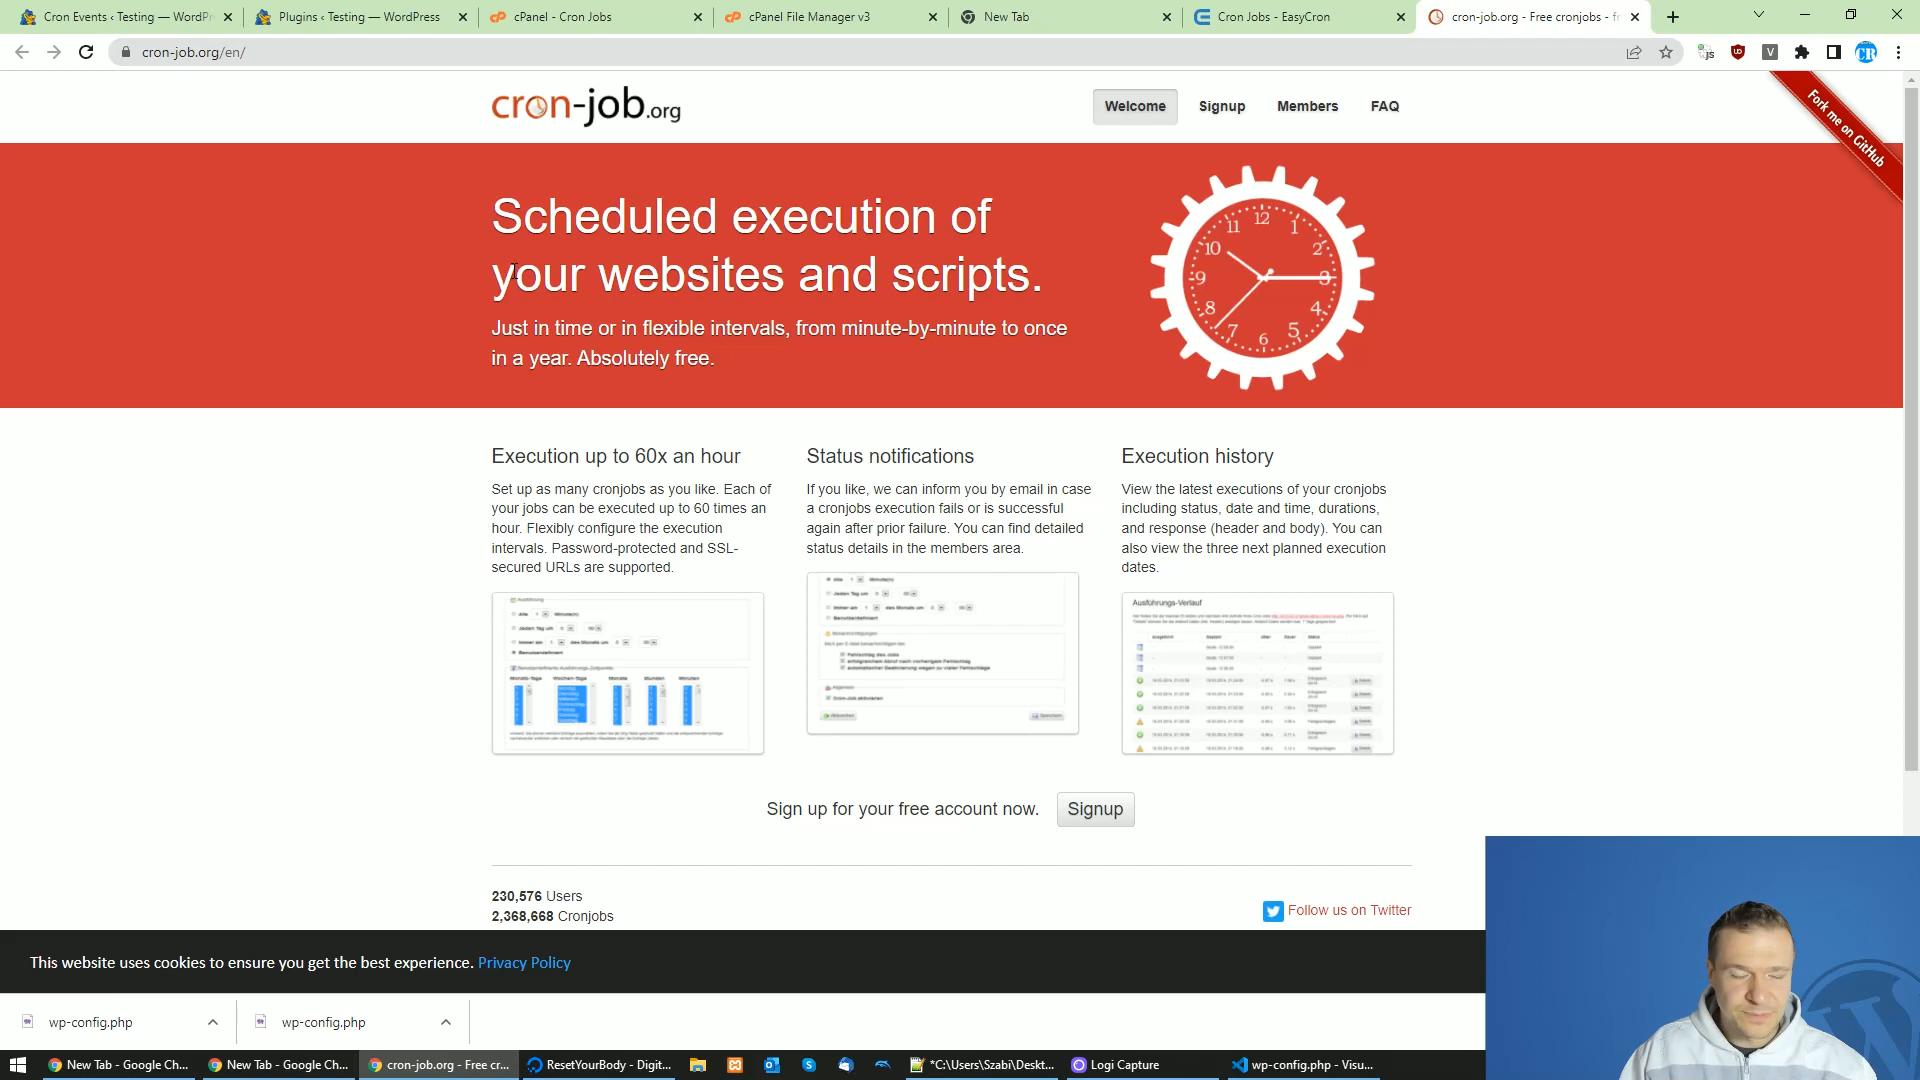 Cron Events ‹ Testing — WordPr
Plugins ‹ Testing — WordPress
cPanel - Cron Jobs
cPanel File Manager v3
New Tab
Cron Jobs - EasyCron
cron-job.org - Free cronjobs - fr
cron-job.org/en/
cron-job.org
Welcome
Signup
Members
FAQ
Fork me on GitHub
Scheduled execution of
your websites and scripts.
Just in time or in flexible intervals, from minute-by-minute to once
in a year. Absolutely free.
12
1
2
3
4
5
6
7
8
9
10
11
Execution up to 60x an hour
Set up as many cronjobs as you like. Each of
your jobs can be executed up to 60 times an
hour. Flexibly configure the execution
intervals. Password-protected and SSL-
secured URLs are supported.
Status notifications
If you like, we can inform you by email in case
a cronjobs execution fails or is successful
again after prior failure. You can find detailed
status details in the members area.
Execution history
View the latest executions of your cronjobs
including status, date and time, durations,
and response (header and body). You can
also view the three next planned execution
dates.
Ausführungs-Verlauf
Sign up for your free account now.
Signup
230,576 Users
2,368,668 Cronjobs
Follow us on Twitter
This website uses cookies to ensure you get the best experience. Privacy Policy
wp-config.php
wp-config.php
New Tab - Google Ch...
New Tab - Google Ch...
cron-job.org - Free cr...
ResetYourBody - Digit...
*C:\Users\Szabi\Deskt...
Logi Capture
wp-config.php - Visu...